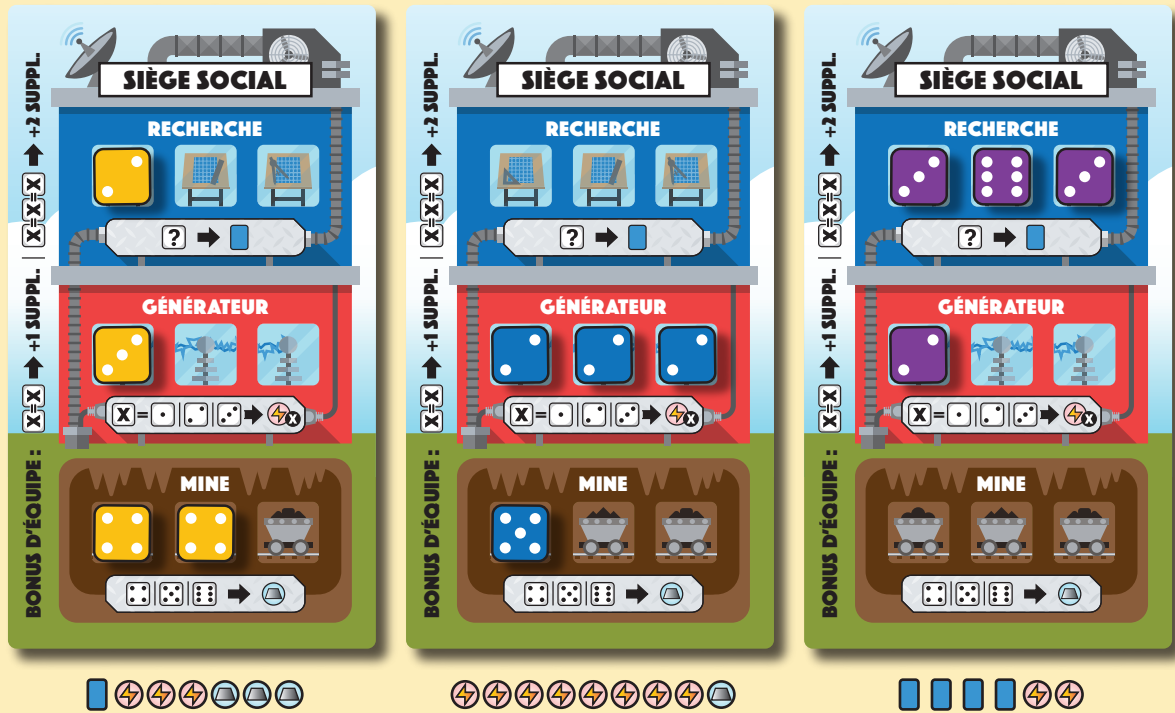 SIÈGE SOCIAL
RECHERCHE
? 
GÉNÉRATEUR
X =
X
MINE
BONUS D'ÉQUIPE : X=X +1 SUPPL. | X=X=X +2 SUPPL.
SIÈGE SOCIAL
RECHERCHE
?
GÉNÉRATEUR
X =
X
MINE
BONUS D'ÉQUIPE : X=X +1 SUPPL. | X=X=X +2 SUPPL.
SIÈGE SOCIAL
RECHERCHE
?
GÉNÉRATEUR
X =
X
MINE
BONUS D'ÉQUIPE : X=X +1 SUPPL. | X=X=X +2 SUPPL.